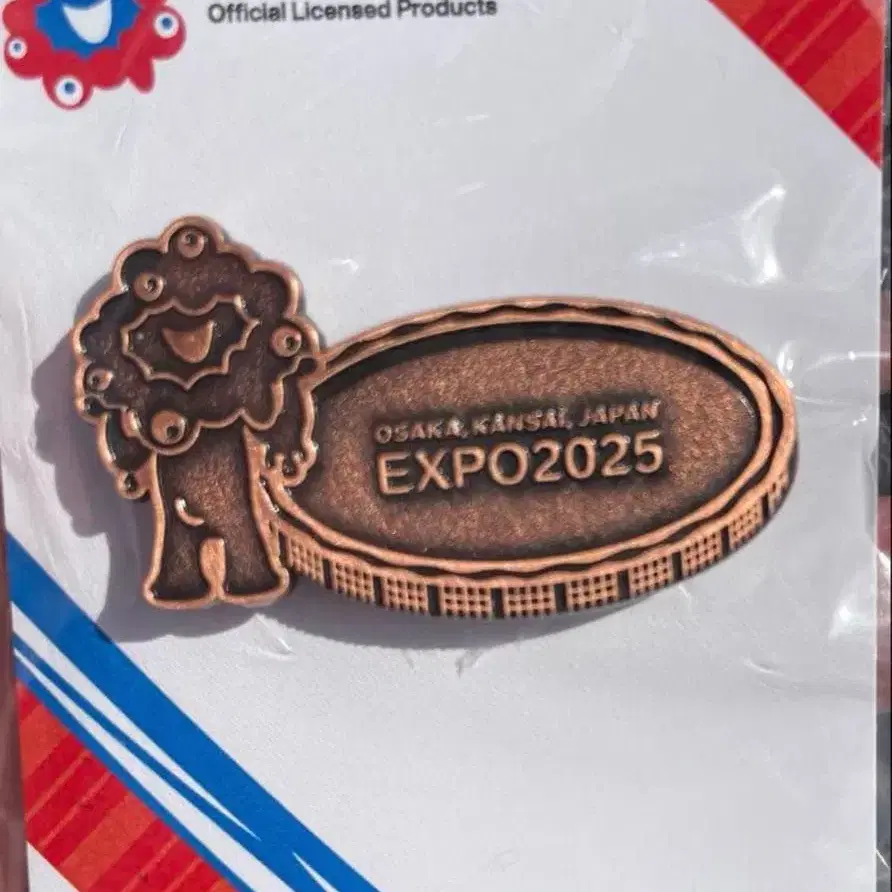 Official Licensed Products
OSAKA, KANSAI, JAPAN
EXPO2025